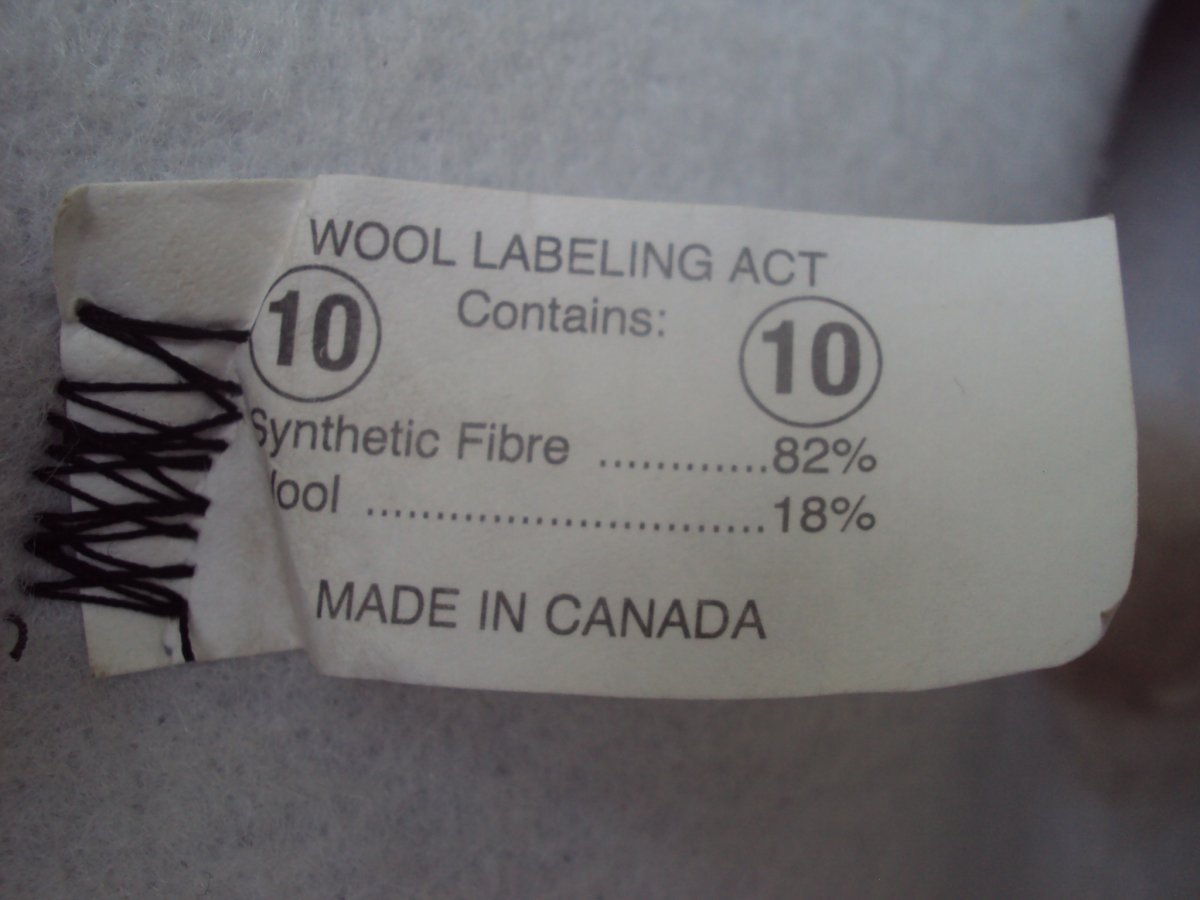 WOOL LABELING ACT
10 Contains: 10
Synthetic Fibre ............82%
ool .............................18%
MADE IN CANADA